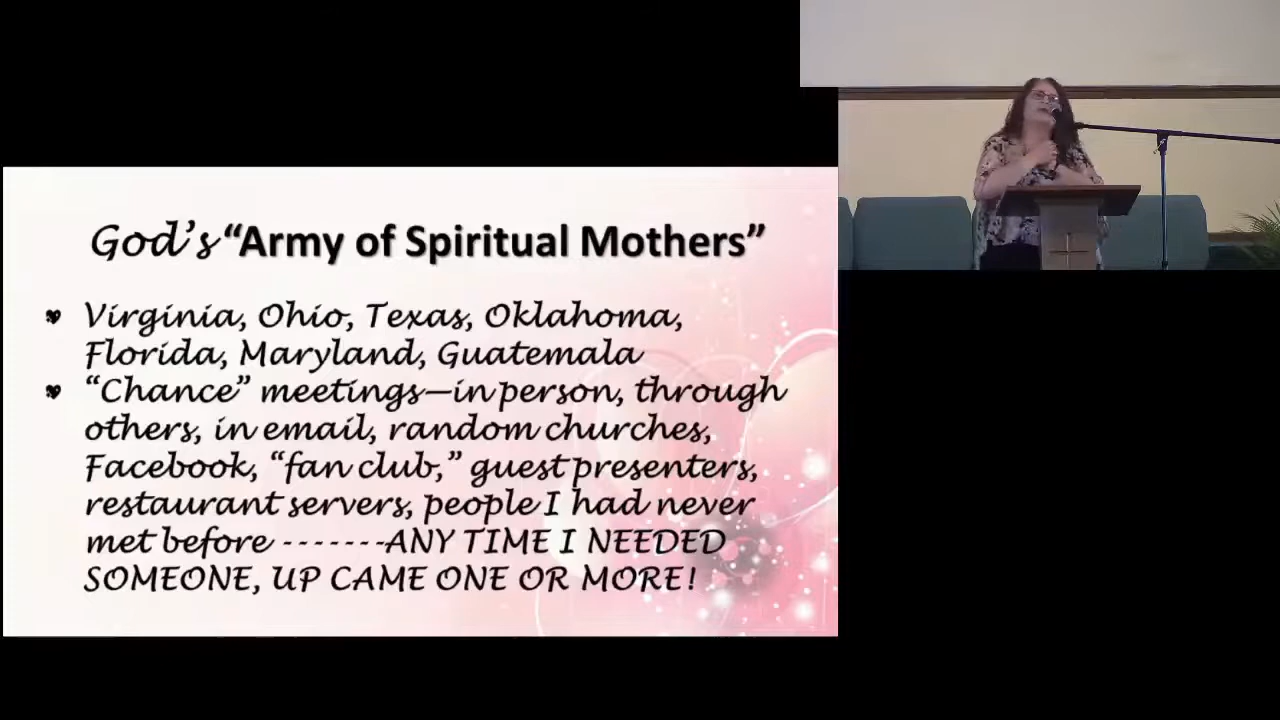 God's “Army of Spiritual Mothers”
Virginia, Ohio, Texas, Oklahoma,
Florida, Maryland, Guatemala
“Chance” meetings—in person, through
others, in email, random churches,
Facebook, “fan club,” guest presenters,
restaurant servers, people I had never
met before -------ANY TIME I NEEDED
SOMEONE, UP CAME ONE OR MORE!